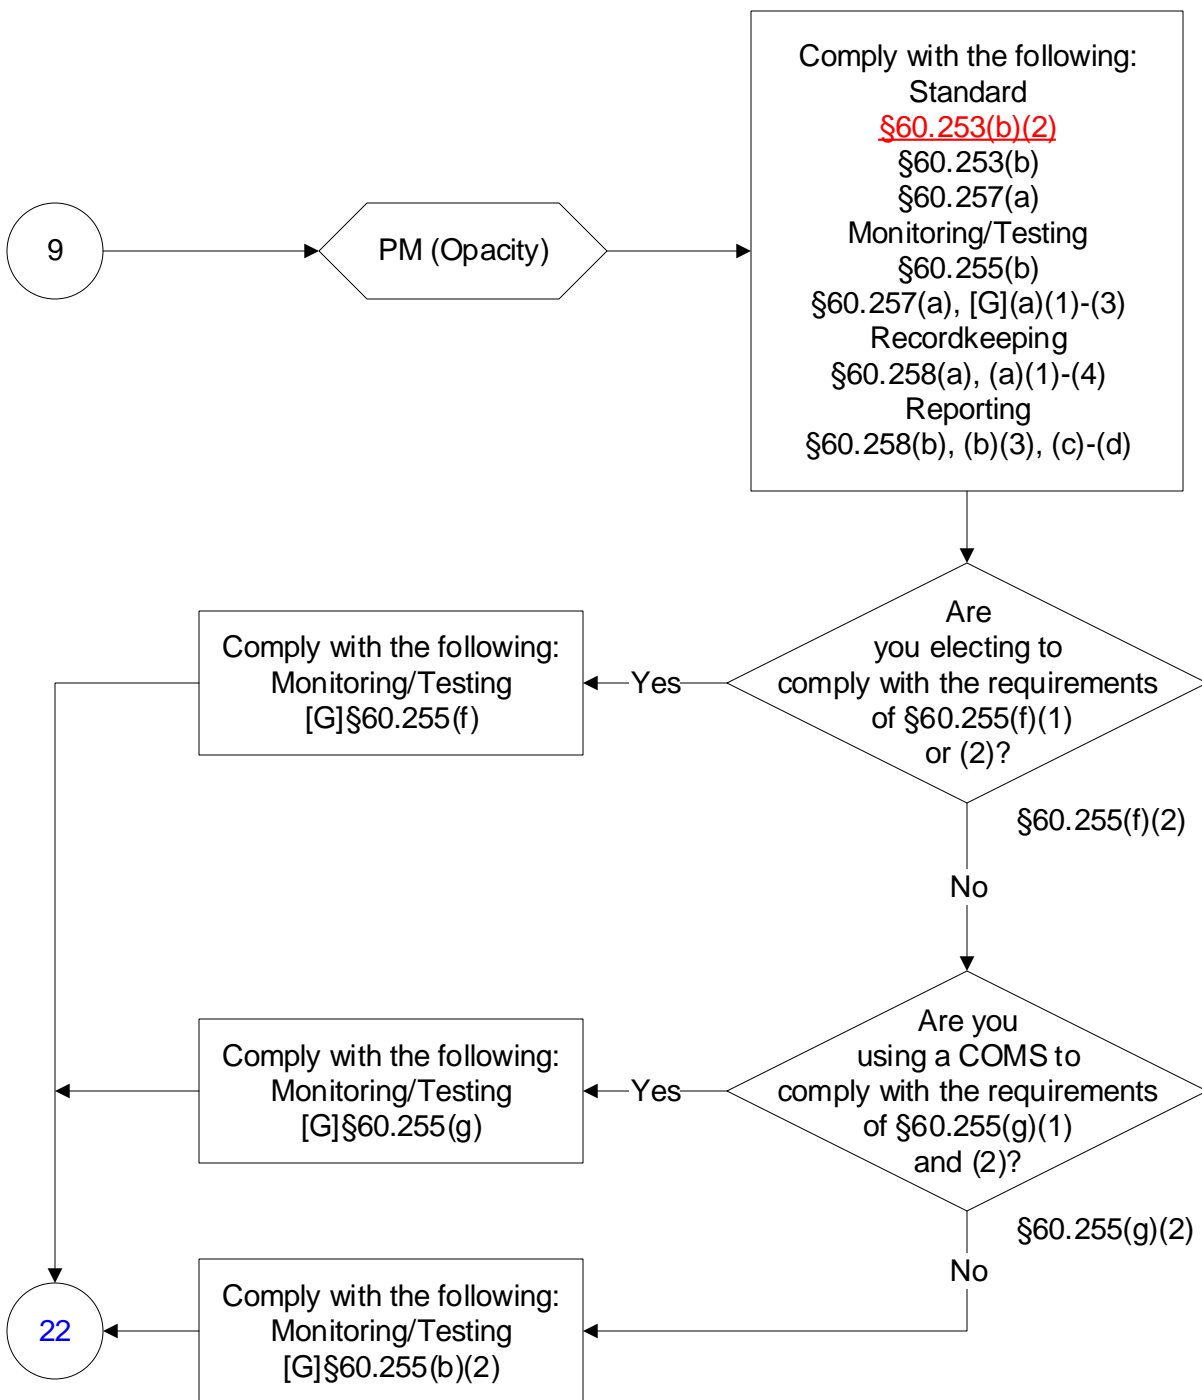 9
PM (Opacity)
Comply with the following:
Standard
§60.253(b)(2)
§60.253(b)
§60.257(a)
Monitoring/Testing
§60.255(b)
§60.257(a), [G](a)(1)-(3)
Recordkeeping
§60.258(a), (a)(1)-(4)
Reporting
§60.258(b), (b)(3), (c)-(d)
Are
you electing to
comply with the requirements
of §60.255(f)(1)
or (2)?
§60.255(f)(2)
Yes
Comply with the following:
Monitoring/Testing
[G]§60.255(f)
No
Are you
using a COMS to
comply with the requirements
of §60.255(g)(1)
and (2)?
§60.255(g)(2)
Yes
Comply with the following:
Monitoring/Testing
[G]§60.255(g)
No
Comply with the following:
Monitoring/Testing
[G]§60.255(b)(2)
22